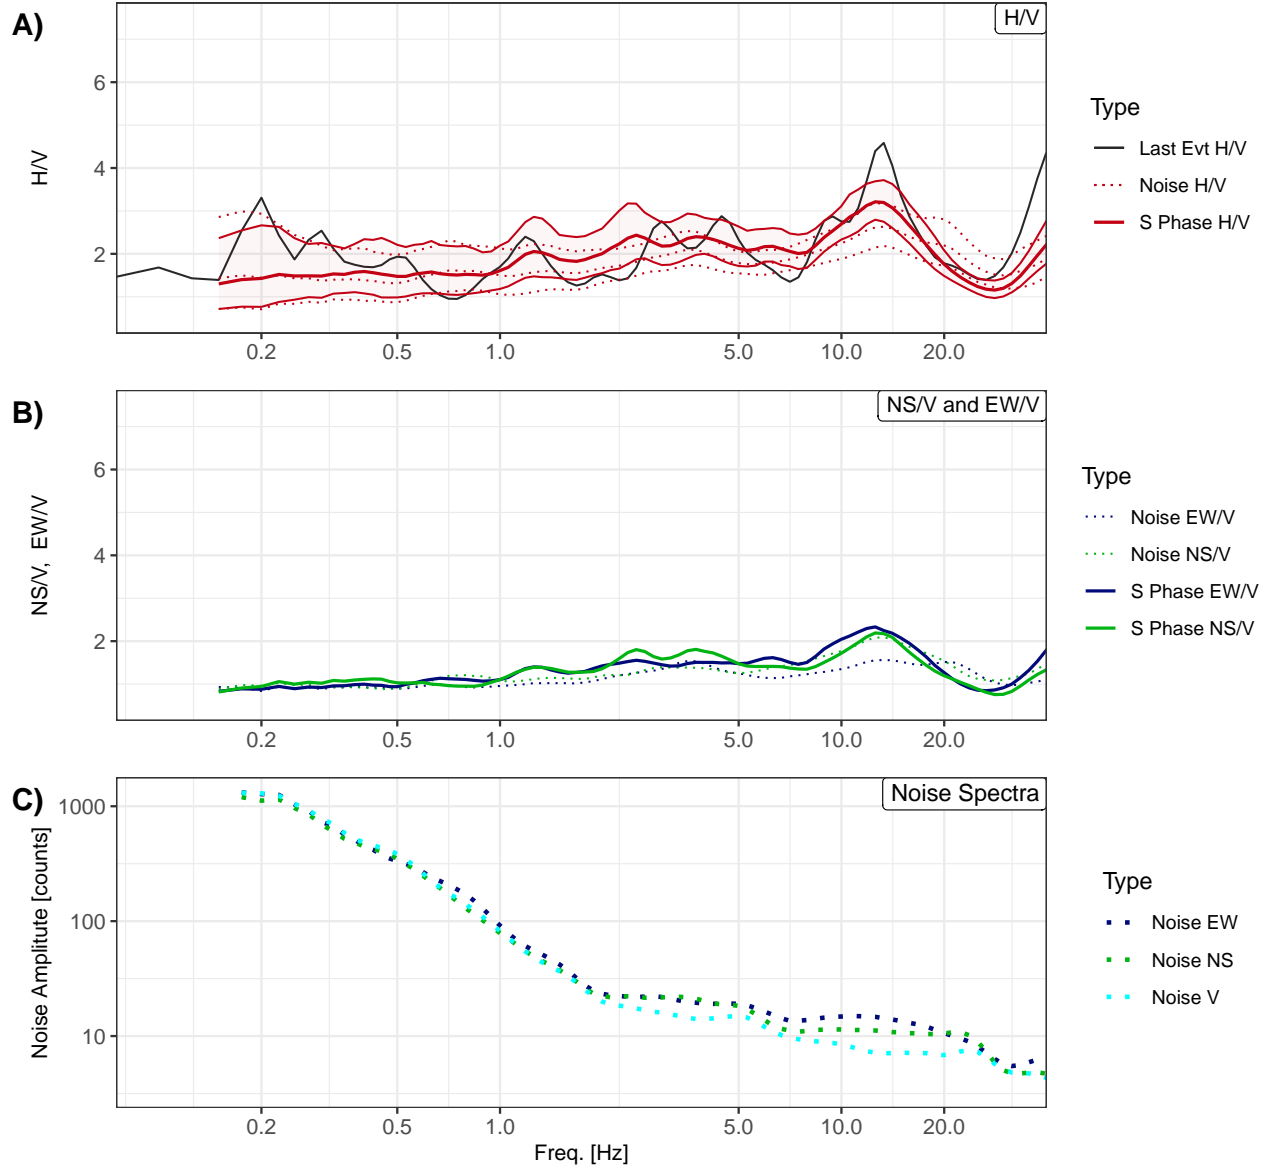 A)
H/V
6
4
2
H/V
0.2 0.5 1.0 5.0 10.0 20.0
Type
Last Evt H/V
Noise H/V
S Phase H/V
B)
NS/V and EW/V
6
4
2
NS/V,  EW/V
0.2 0.5 1.0 5.0 10.0 20.0
Type
Noise EW/V
Noise NS/V
S Phase EW/V
S Phase NS/V
C)
Noise Spectra
1000
100
10
Noise Amplitute [counts]
0.2 0.5 1.0 5.0 10.0 20.0
Freq. [Hz]
Type
Noise EW
Noise NS
Noise V